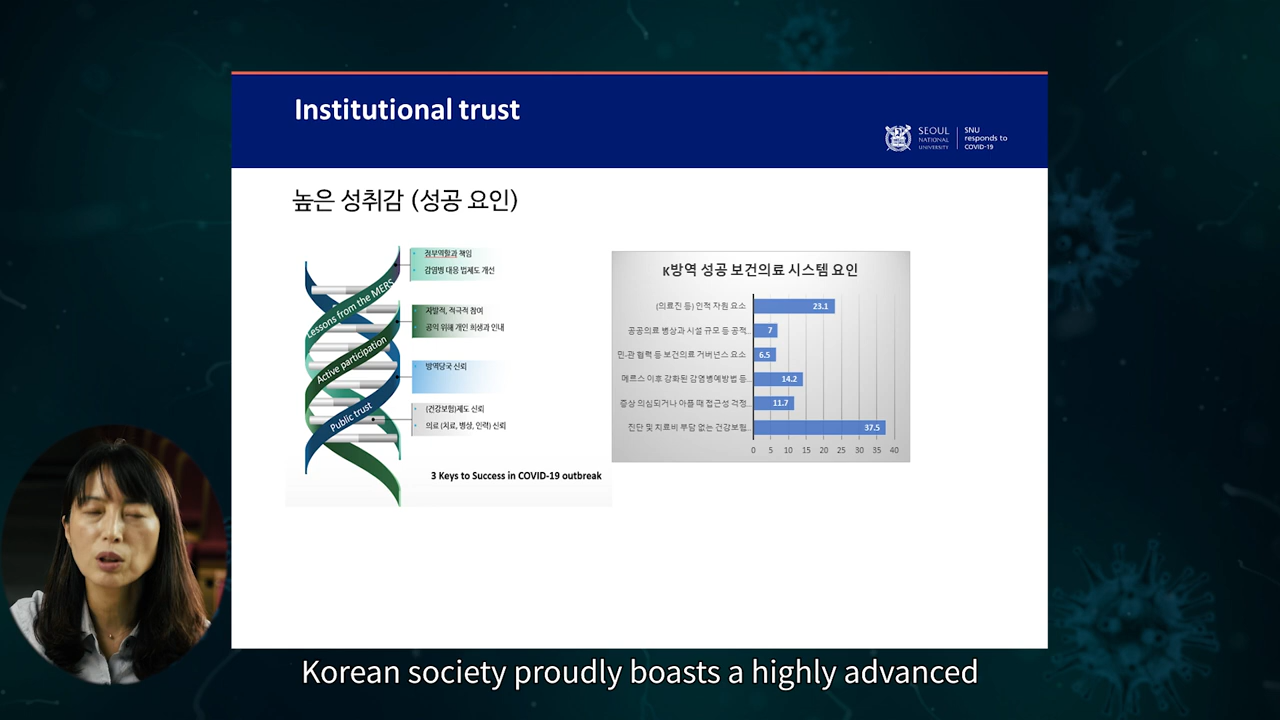 Institutional trust
SEOUL
NATIONAL
UNIVERSITY
SNU
responds to
COVID-19
높은 성취감 (성공 요인)
Lessons from the MERS
Active participation
Public trust
정부역할과 책임
감염병 대응 법제도 개선
자발적, 적극적 참여
공익 위해 개인 희생과 인내
방역당국 신뢰
(건강보험)제도 신뢰
의료 (치료, 병상, 인력) 신뢰
3 Keys to Success in COVID-19 outbreak
K방역 성공 보건의료 시스템 요인
(의료진 등) 인적 자원 요소 23.1
공공의료 병상과 시설 규모 등 공적… 7
민-관 협력 등 보건의료 거버넌스 요소 6.5
메르스 이후 강화된 감염병예방법 등… 14.2
증상 의심되거나 아플 때 접근성 걱정… 11.7
진단 및 치료비 부담 없는 건강보험… 37.5
0 5 10 15 20 25 30 35 40
Korean society proudly boasts a highly advanced